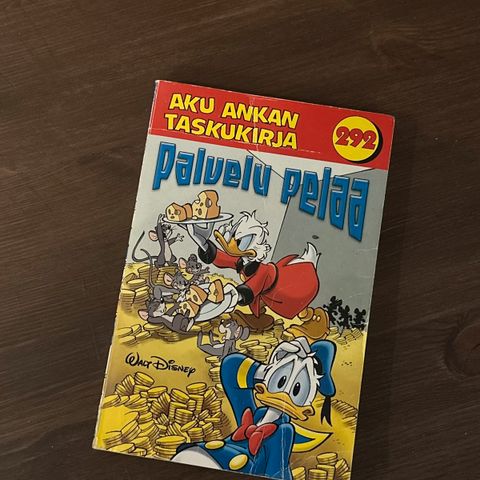 AKU ANKAN
TASKUKIRJA
292
Palvelu pelaa
WALT DISNEY